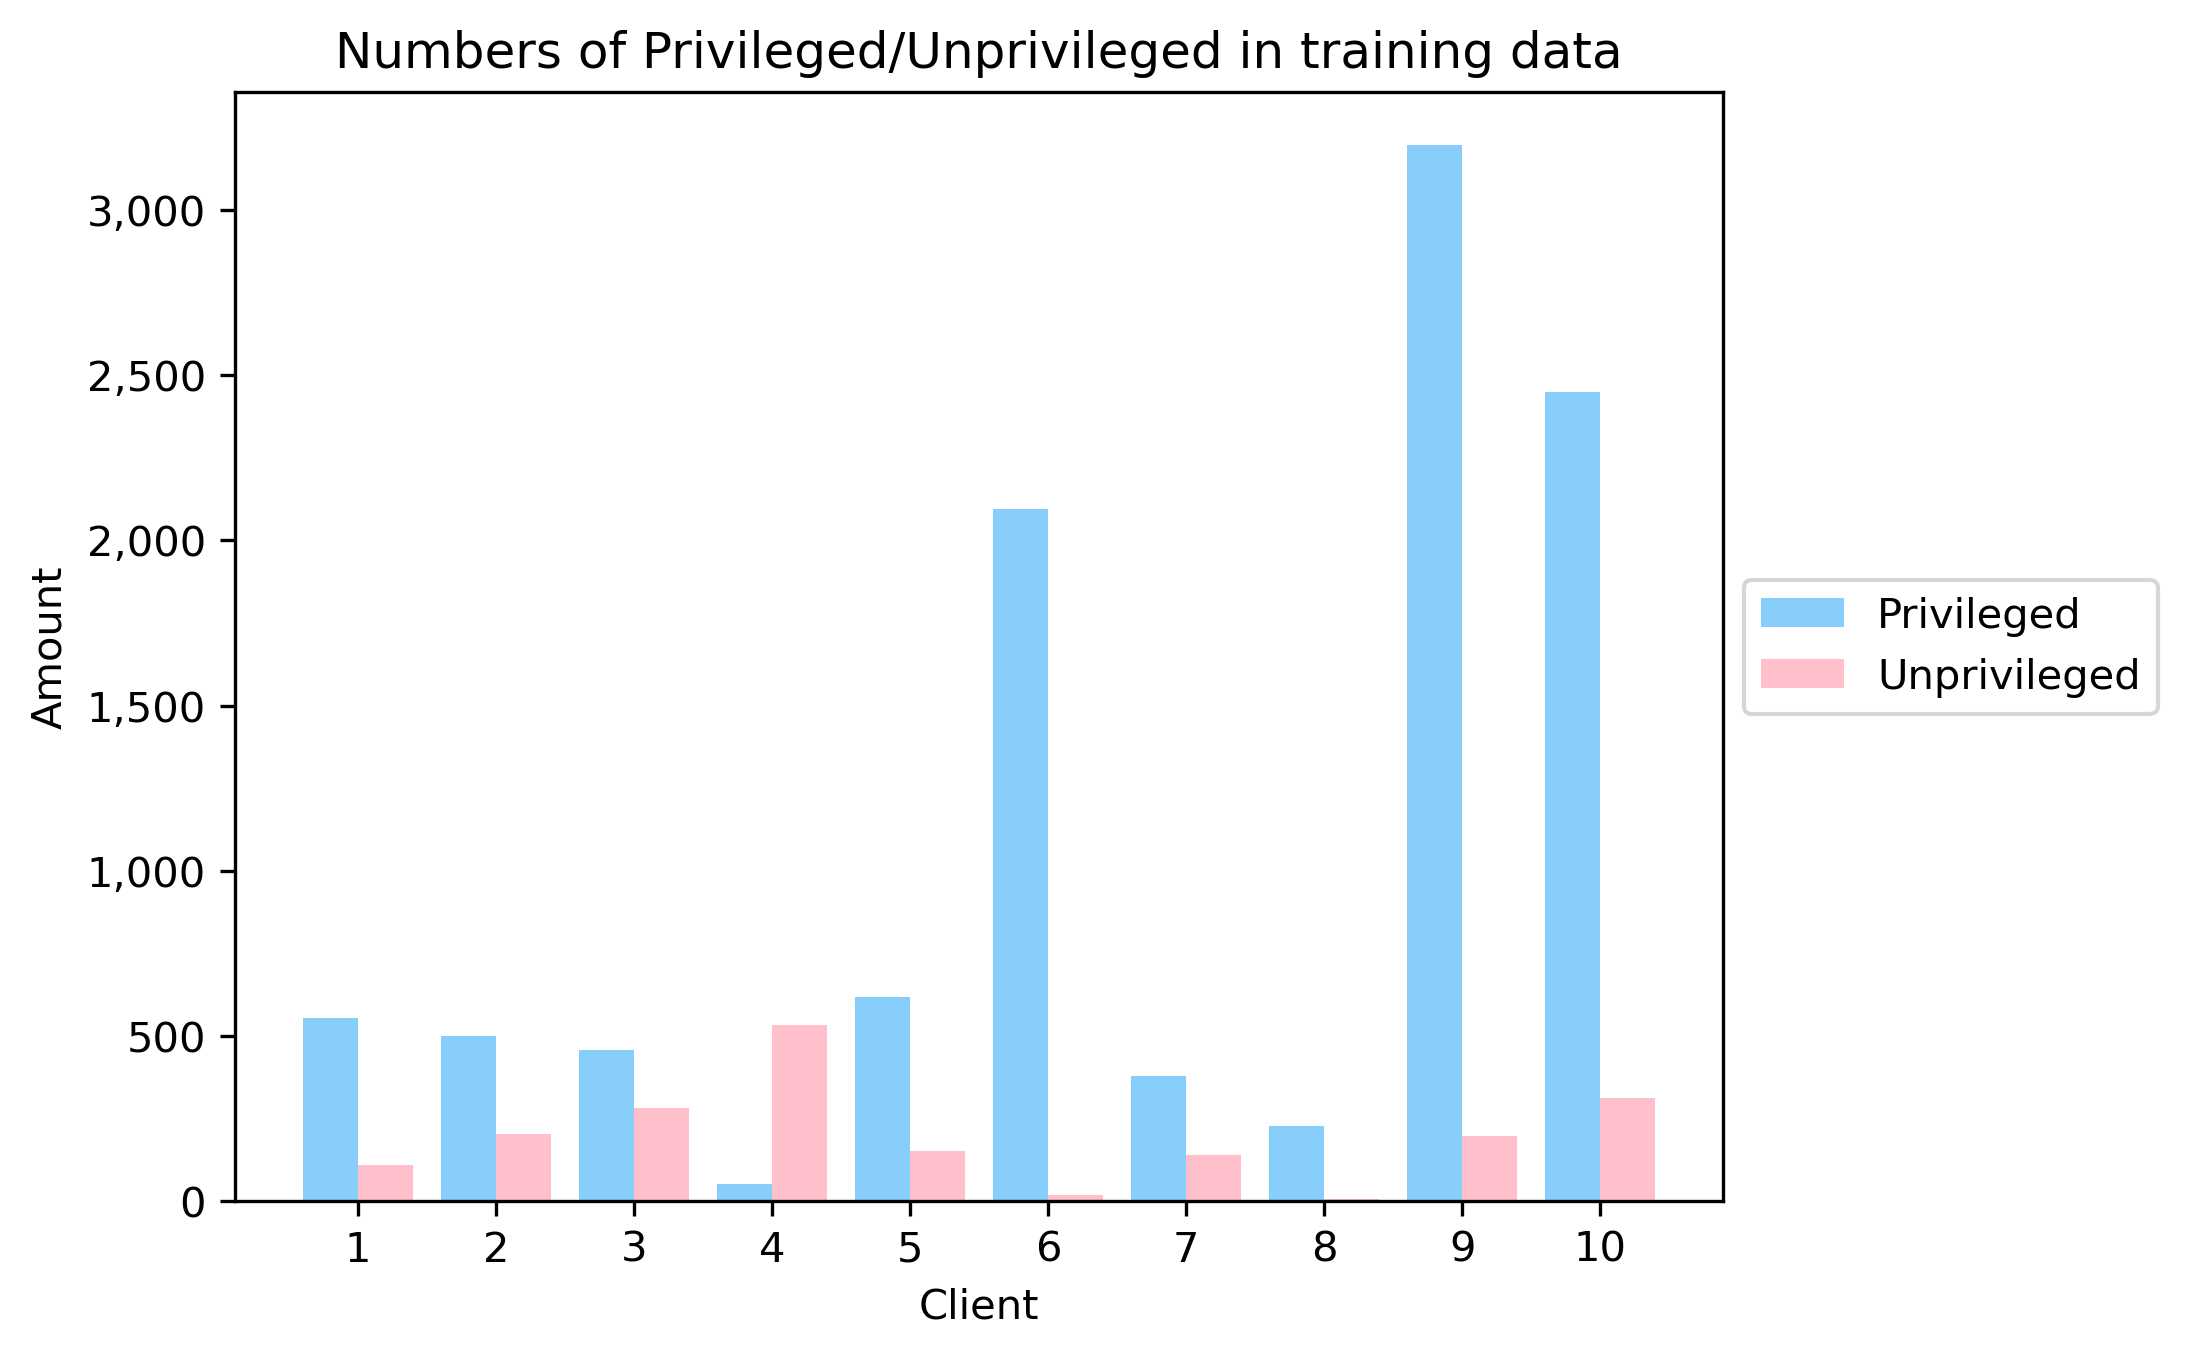 Numbers of Privileged/Unprivileged in training data
3,000
2,500
2,000
1,500
1,000
500
0
Amount
1 2 3 4 5 6 7 8 9 10
Client
Privileged
Unprivileged